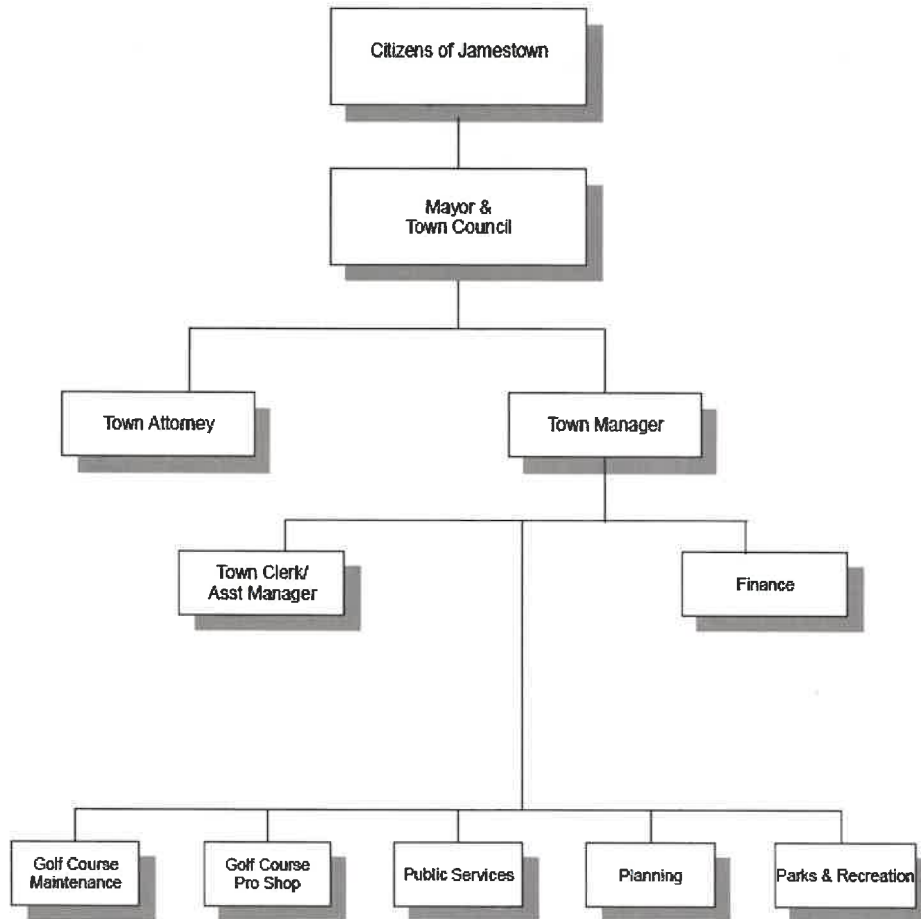 Citizens of Jamestown
Mayor &
Town Council
Town Attorney
Town Manager
Town Clerk/
Asst Manager
Finance
Golf Course
Maintenance
Golf Course
Pro Shop
Public Services
Planning
Parks & Recreation